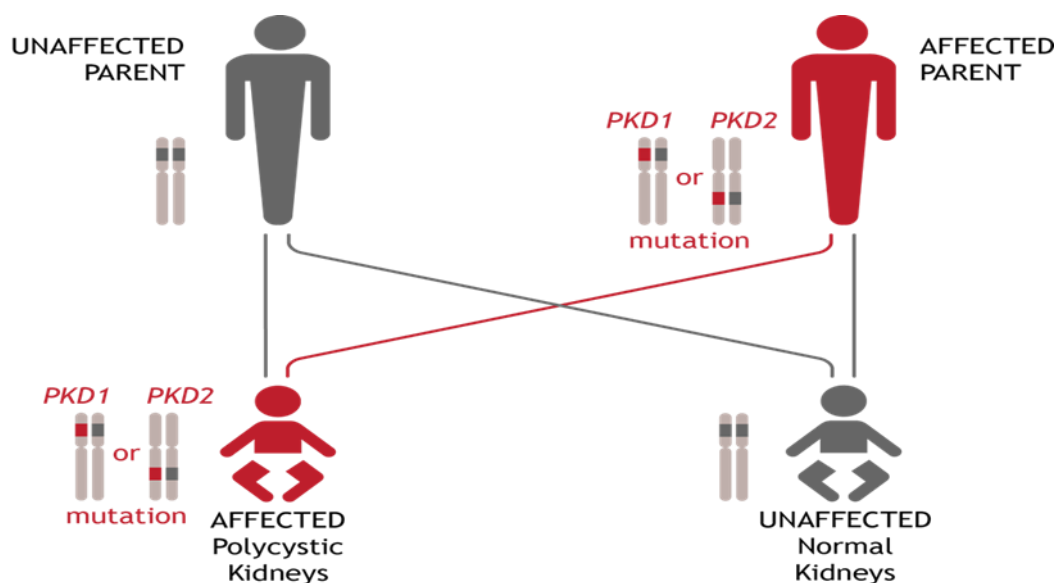 UNAFFECTED
PARENT
AFFECTED
PARENT
PKD1 PKD2
or
mutation
PKD1 PKD2
or
mutation
AFFECTED
Polycystic
Kidneys
UNAFFECTED
Normal
Kidneys